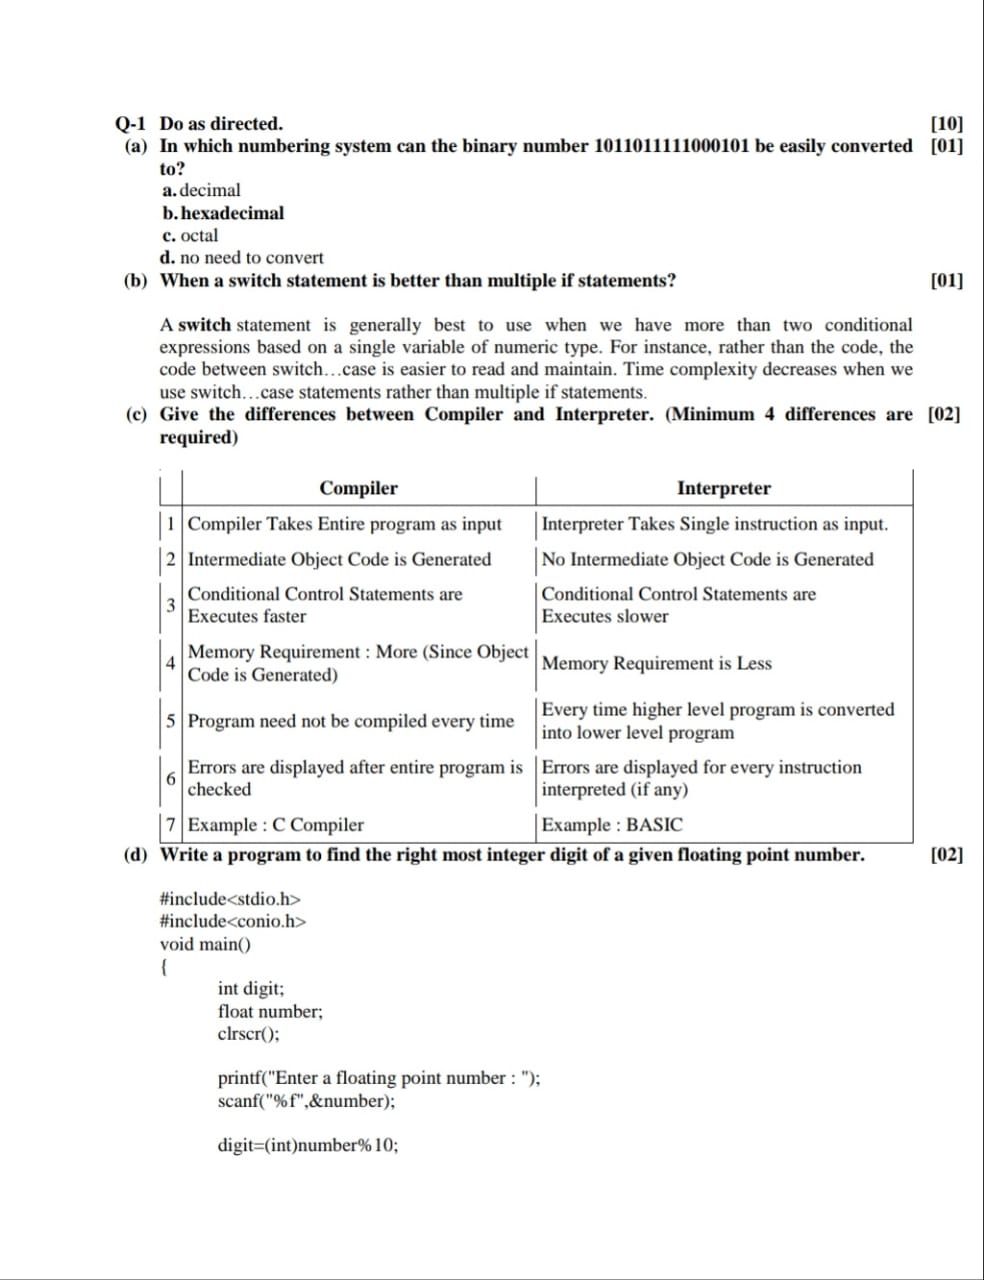 Q-1 Do as directed. [10]
(a) In which numbering system can the binary number 1011011111000101 be easily converted [01]
to?
a. decimal
b. hexadecimal
c. octal
d. no need to convert
(b) When a switch statement is better than multiple if statements? [01]
A switch statement is generally best to use when we have more than two conditional
expressions based on a single variable of numeric type. For instance, rather than the code, the
code between switch…case is easier to read and maintain. Time complexity decreases when we
use switch…case statements rather than multiple if statements.
(c) Give the differences between Compiler and Interpreter. (Minimum 4 differences are [02]
required)
Compiler Interpreter
1 Compiler Takes Entire program as input Interpreter Takes Single instruction as input.
2 Intermediate Object Code is Generated No Intermediate Object Code is Generated
3 Conditional Control Statements are Executes faster Conditional Control Statements are Executes slower
4 Memory Requirement : More (Since Object Code is Generated) Memory Requirement is Less
5 Program need not be compiled every time Every time higher level program is converted into lower level program
6 Errors are displayed after entire program is checked Errors are displayed for every instruction interpreted (if any)
7 Example : C Compiler Example : BASIC
(d) Write a program to find the right most integer digit of a given floating point number. [02]
#include<stdio.h>
#include<conio.h>
void main()
{
int digit;
float number;
clrscr();
printf("Enter a floating point number : ");
scanf("%f",&number);
digit=(int)number%10;